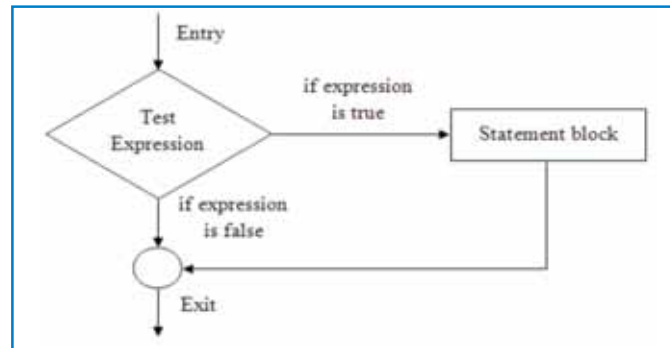 Entry
if expression
is true
Test
Expression
Statement block
if expression
is false
Exit